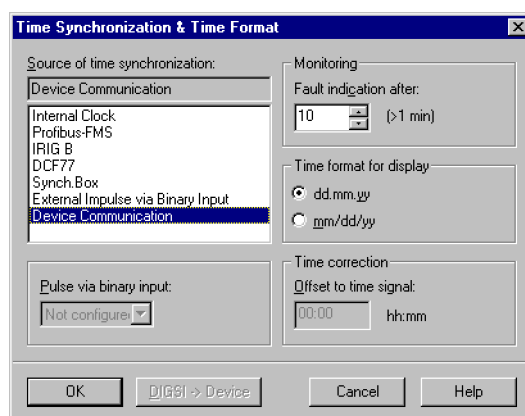 Time Synchronization & Time Format
Source of time synchronization:
Device Communication
Internal Clock
Profibus-FMS
IRIG B
DCF77
Synch.Box
External Impulse via Binary Input
Device Communication
Pulse via binary input:
Not configure
Monitoring
Fault indication after:
10 (>1 min)
Time format for display
dd.mm.yy
mm/dd/yy
Time correction
Offset to time signal:
00:00 hh:mm
OK
DIGSI -> Device
Cancel
Help